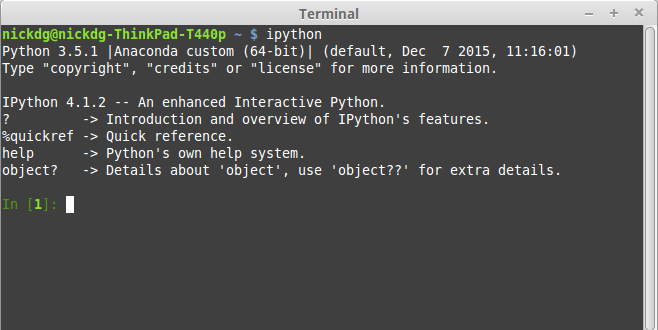 Terminal
nickdg@nickdg-ThinkPad-T440p ~ $ ipython
Python 3.5.1 |Anaconda custom (64-bit)| (default, Dec  7 2015, 11:16:01)
Type "copyright", "credits" or "license" for more information.
IPython 4.1.2 -- An enhanced Interactive Python.
?         -> Introduction and overview of IPython's features.
%quickref -> Quick reference.
help      -> Python's own help system.
object?   -> Details about 'object', use 'object??' for extra details.
In [1]: